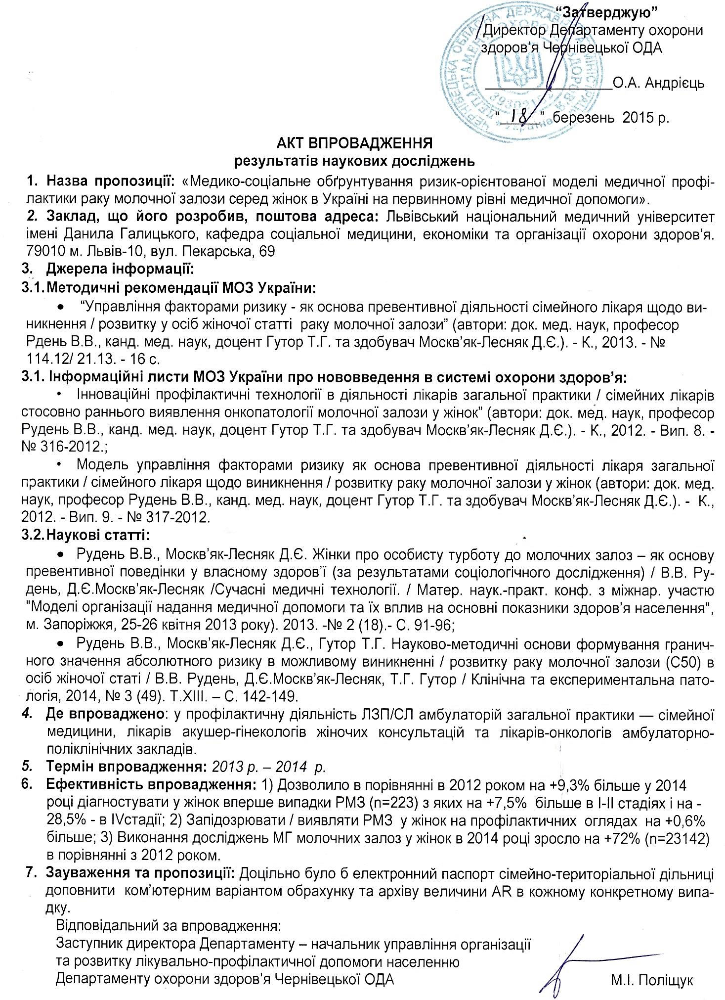 “Затверджую”
Директор Департаменту охорони
здоров’я Чернівецької ОДА
О.А. Андрієць
“ 18 ” березень 2015 р.
АКТ ВПРОВАДЖЕННЯ
результатів наукових досліджень
1. Назва пропозиції: «Медико-соціальне обґрунтування ризик-орієнтованої моделі медичної профі-
лактики раку молочної залози серед жінок в Україні на первинному рівні медичної допомоги».
2. Заклад, що його розробив, поштова адреса: Львівський національний медичний університет
імені Данила Галицького, кафедра соціальної медицини, економіки та організації охорони здоров’я.
79010 м. Львів-10, вул. Пекарська, 69
3. Джерела інформації:
3.1. Методичні рекомендації МОЗ України:
• “Управління факторами ризику - як основа превентивної діяльності сімейного лікаря щодо ви-
никнення / розвитку у осіб жіночої статті раку молочної залози” (автори: док. мед. наук, професор
Рдень В.В., канд. мед. наук, доцент Гутор Т.Г. та здобувач Москв’як-Лесняк Д.Є.). - К., 2013. - №
114.12/ 21.13. - 16 с.
3.1. Інформаційні листи МОЗ України про нововведення в системі охорони здоров’я:
• Інноваційні профілактичні технології в діяльності лікарів загальної практики / сімейних лікарів
стосовно раннього виявлення онкопатології молочної залози у жінок” (автори: док. мед. наук, професор
Рудень В.В., канд. мед. наук, доцент Гутор Т.Г. та здобувач Москв’як-Лесняк Д.Є.). - К., 2012. - Вип. 8. -
№ 316-2012.;
• Модель управління факторами ризику як основа превентивної діяльності лікаря загальної
практики / сімейного лікаря щодо виникнення / розвитку раку молочної залози у жінок (автори: док. мед.
наук, професор Рудень В.В., канд. мед. наук, доцент Гутор Т.Г. та здобувач Москв’як-Лесняк Д.Є.). - К.,
2012. - Вип. 9. - № 317-2012.
3.2. Наукові статті:
• Рудень В.В., Москв’як-Лесняк Д.Є. Жінки про особисту турботу до молочних залоз – як основу
превентивної поведінки у власному здоров’ї (за результатами соціологічного дослідження) / В.В. Ру-
день, Д.Є.Москв’як-Лесняк /Сучасні медичні технології. / Матер. наук.-практ. конф. з міжнар. участю
"Моделі організації надання медичної допомоги та їх вплив на основні показники здоров’я населення",
м. Запоріжжя, 25-26 квітня 2013 року). 2013. -№ 2 (18).- С. 91-96;
• Рудень В.В., Москв’як-Лесняк Д.Є., Гутор Т.Г. Науково-методичні основи формування гранич-
ного значення абсолютного ризику в можливому виникненні / розвитку раку молочної залози (С50) в
осіб жіночої статі / В.В. Рудень, Д.Є.Москв’як-Лесняк, Т.Г. Гутор / Клінічна та експериментальна пато-
логія, 2014, № 3 (49). Т.XIII. – С. 142-149.
4. Де впроваджено: у профілактичну діяльність ЛЗП/СЛ амбулаторій загальної практики — сімейної
медицини, лікарів акушер-гінекологів жіночих консультацій та лікарів-онкологів амбулаторно-
поліклінічних закладів.
5. Термін впровадження: 2013 р. – 2014 р.
6. Ефективність впровадження: 1) Дозволило в порівнянні в 2012 роком на +9,3% більше у 2014
році діагностувати у жінок вперше випадки РМЗ (n=223) з яких на +7,5% більше в І-ІІ стадіях і на -
28,5% - в IVстадії; 2) Запідозрювати / виявляти РМЗ у жінок на профілактичних оглядах на +0,6%
більше; 3) Виконання досліджень МГ молочних залоз у жінок в 2014 році зросло на +72% (n=23142)
в порівнянні з 2012 роком.
7. Зауваження та пропозиції: Доцільно було б електронний паспорт сімейно-територіальної дільниці
доповнити ком’ютерним варіантом обрахунку та архіву величини AR в кожному конкретному випа-
дку.
Відповідальний за впровадження:
Заступник директора Департаменту – начальник управління організації
та розвитку лікувально-профілактичної допомоги населенню
Департаменту охорони здоров’я Чернівецької ОДА
М.І. Поліщук